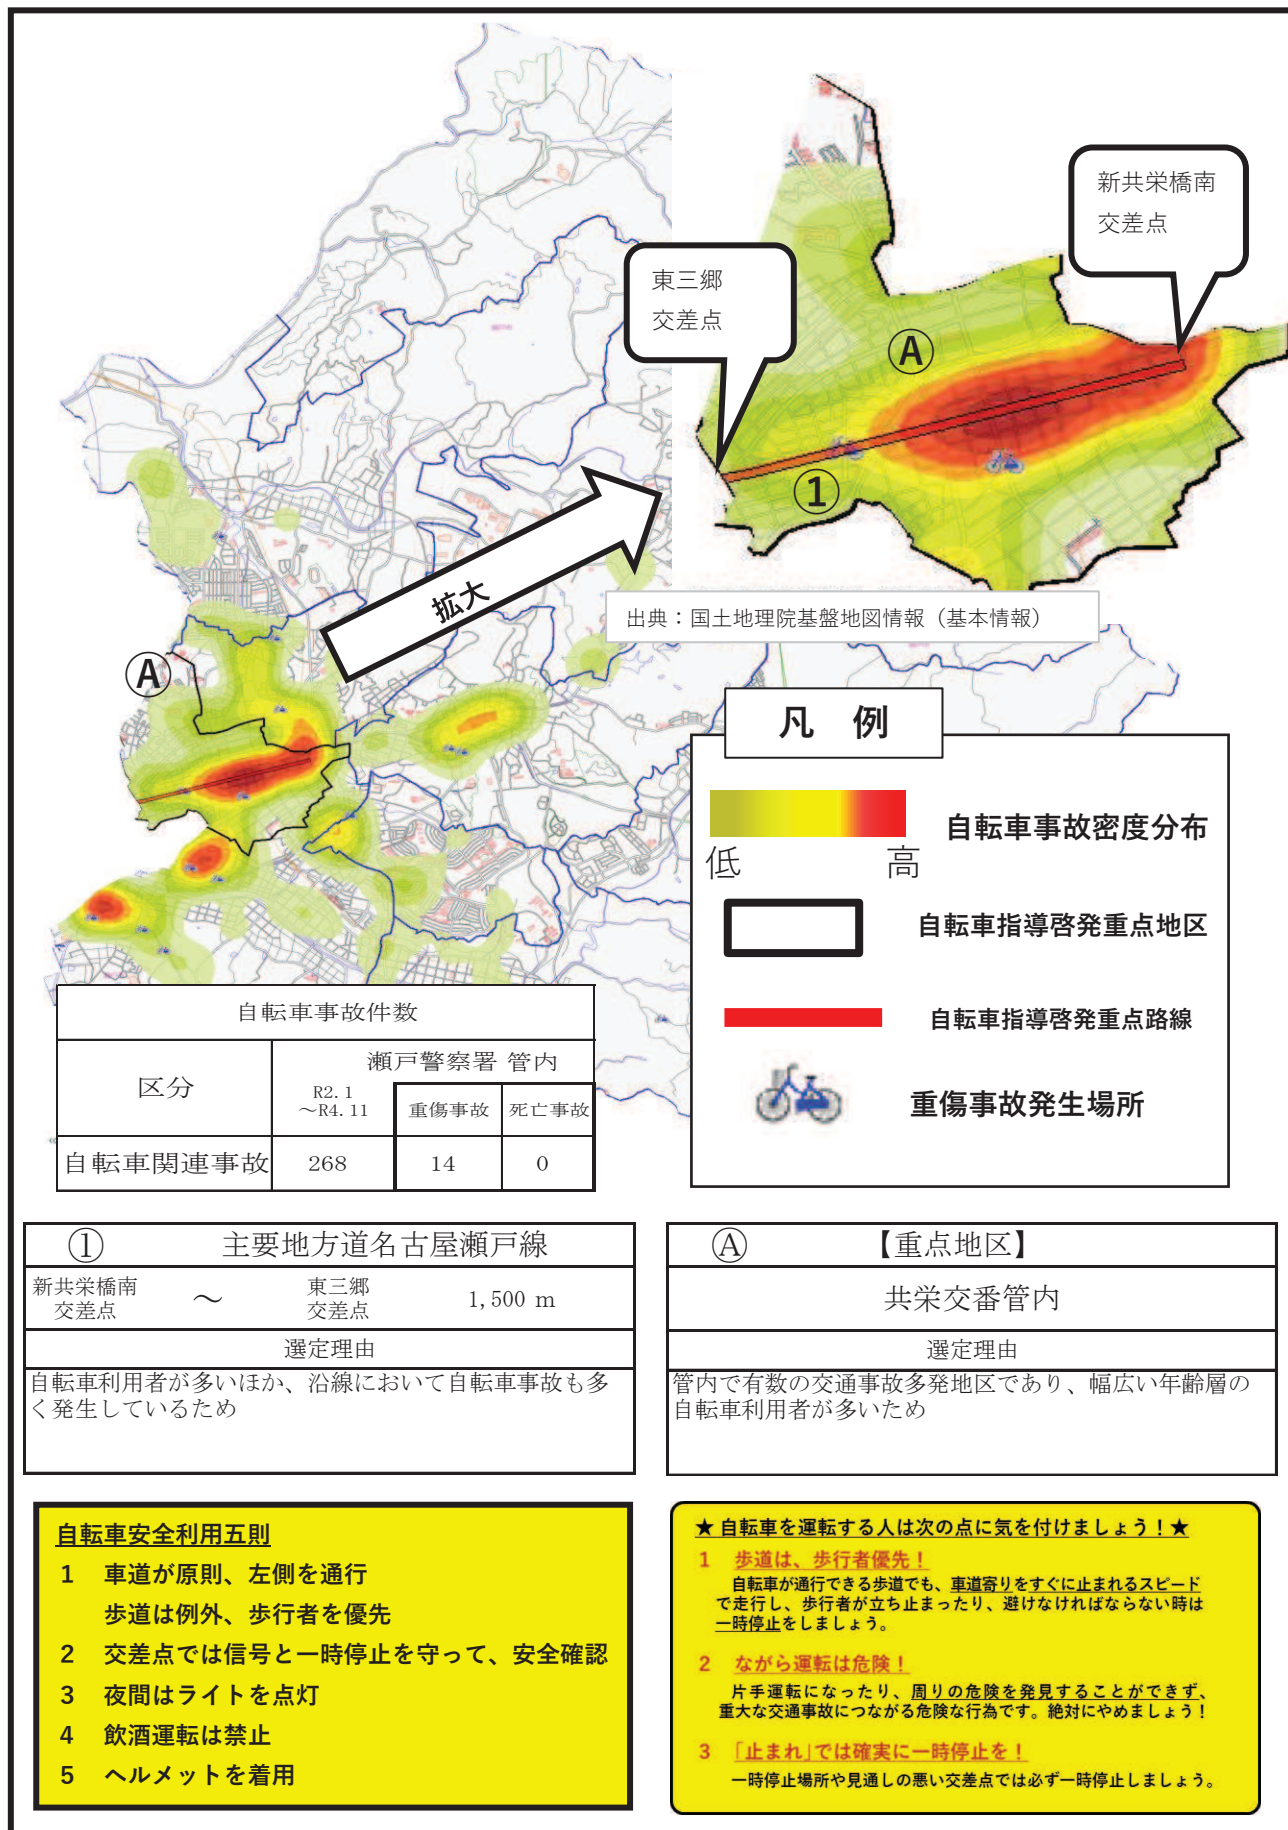 新共栄橋南
交差点
東三郷
交差点
Ⓐ
①
拡大
出典：国土地理院基盤地図情報（基本情報）
Ⓐ
凡 例
自転車事故密度分布
低 高
自転車指導啓発重点地区
自転車指導啓発重点路線
重傷事故発生場所
自転車事故件数
区分
瀬戸警察署 管内
R2.1
～R4.11
重傷事故 死亡事故
自転車関連事故 268 14 0
① 主要地方道名古屋瀬戸線
新共栄橋南
交差点
～
東三郷
交差点
1,500 m
選定理由
自転車利用者が多いほか、沿線において自転車事故も多
く発生しているため
Ⓐ 【重点地区】
共栄交番管内
選定理由
管内で有数の交通事故多発地区であり、幅広い年齢層の
自転車利用者が多いため
自転車安全利用五則
1 車道が原則、左側を通行
歩道は例外、歩行者を優先
2 交差点では信号と一時停止を守って、安全確認
3 夜間はライトを点灯
4 飲酒運転は禁止
5 ヘルメットを着用
★ 自転車を運転する人は次の点に気を付けましょう！★
1 歩道は、歩行者優先！
自転車が通行できる歩道でも、車道寄りをすぐに止まれるスピード
で走行し、歩行者が立ち止まったり、避けなければならない時は
一時停止をしましょう。
2 ながら運転は危険！
片手運転になったり、周りの危険を発見することができず、
重大な交通事故につながる危険な行為です。絶対にやめましょう！
3 「止まれ」では確実に一時停止を！
一時停止場所や見通しの悪い交差点では必ず一時停止しましょう。